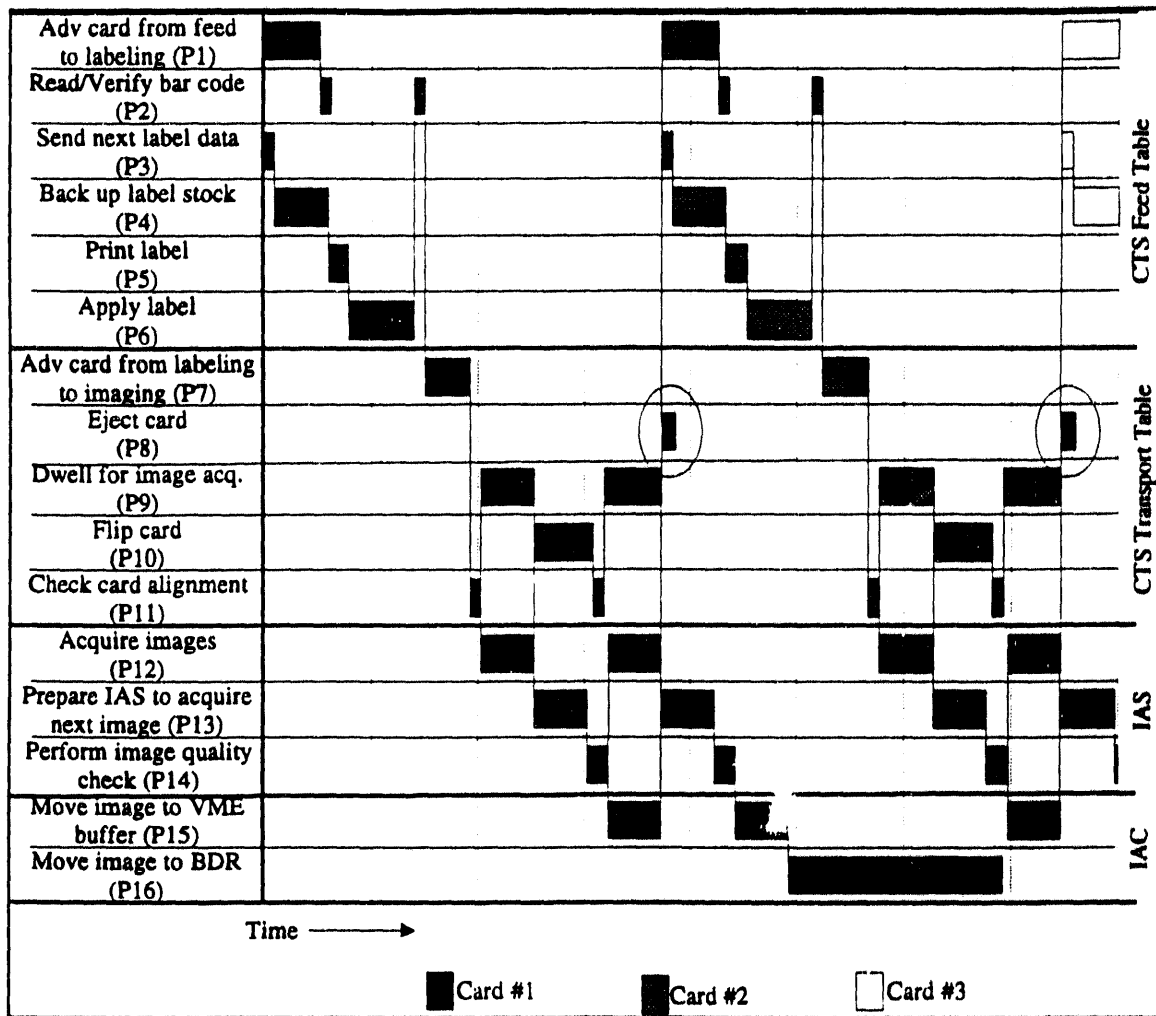 Adv card from feed
to labeling (P1)
Read/Verify bar code
(P2)
Send next label data
(P3)
Back up label stock
(P4)
Print label
(P5)
Apply label
(P6)
CTS Feed Table
Adv card from labeling
to imaging (P7)
Eject card
(P8)
Dwell for image acq.
(P9)
Flip card
(P10)
Check card alignment
(P11)
CTS Transport Table
Acquire images
(P12)
Prepare IAS to acquire
next image (P13)
Perform image quality
check (P14)
IAS
Move image to VME
buffer (P15)
Move image to BDR
(P16)
IAC
Time
Card #1
Card #2
Card #3